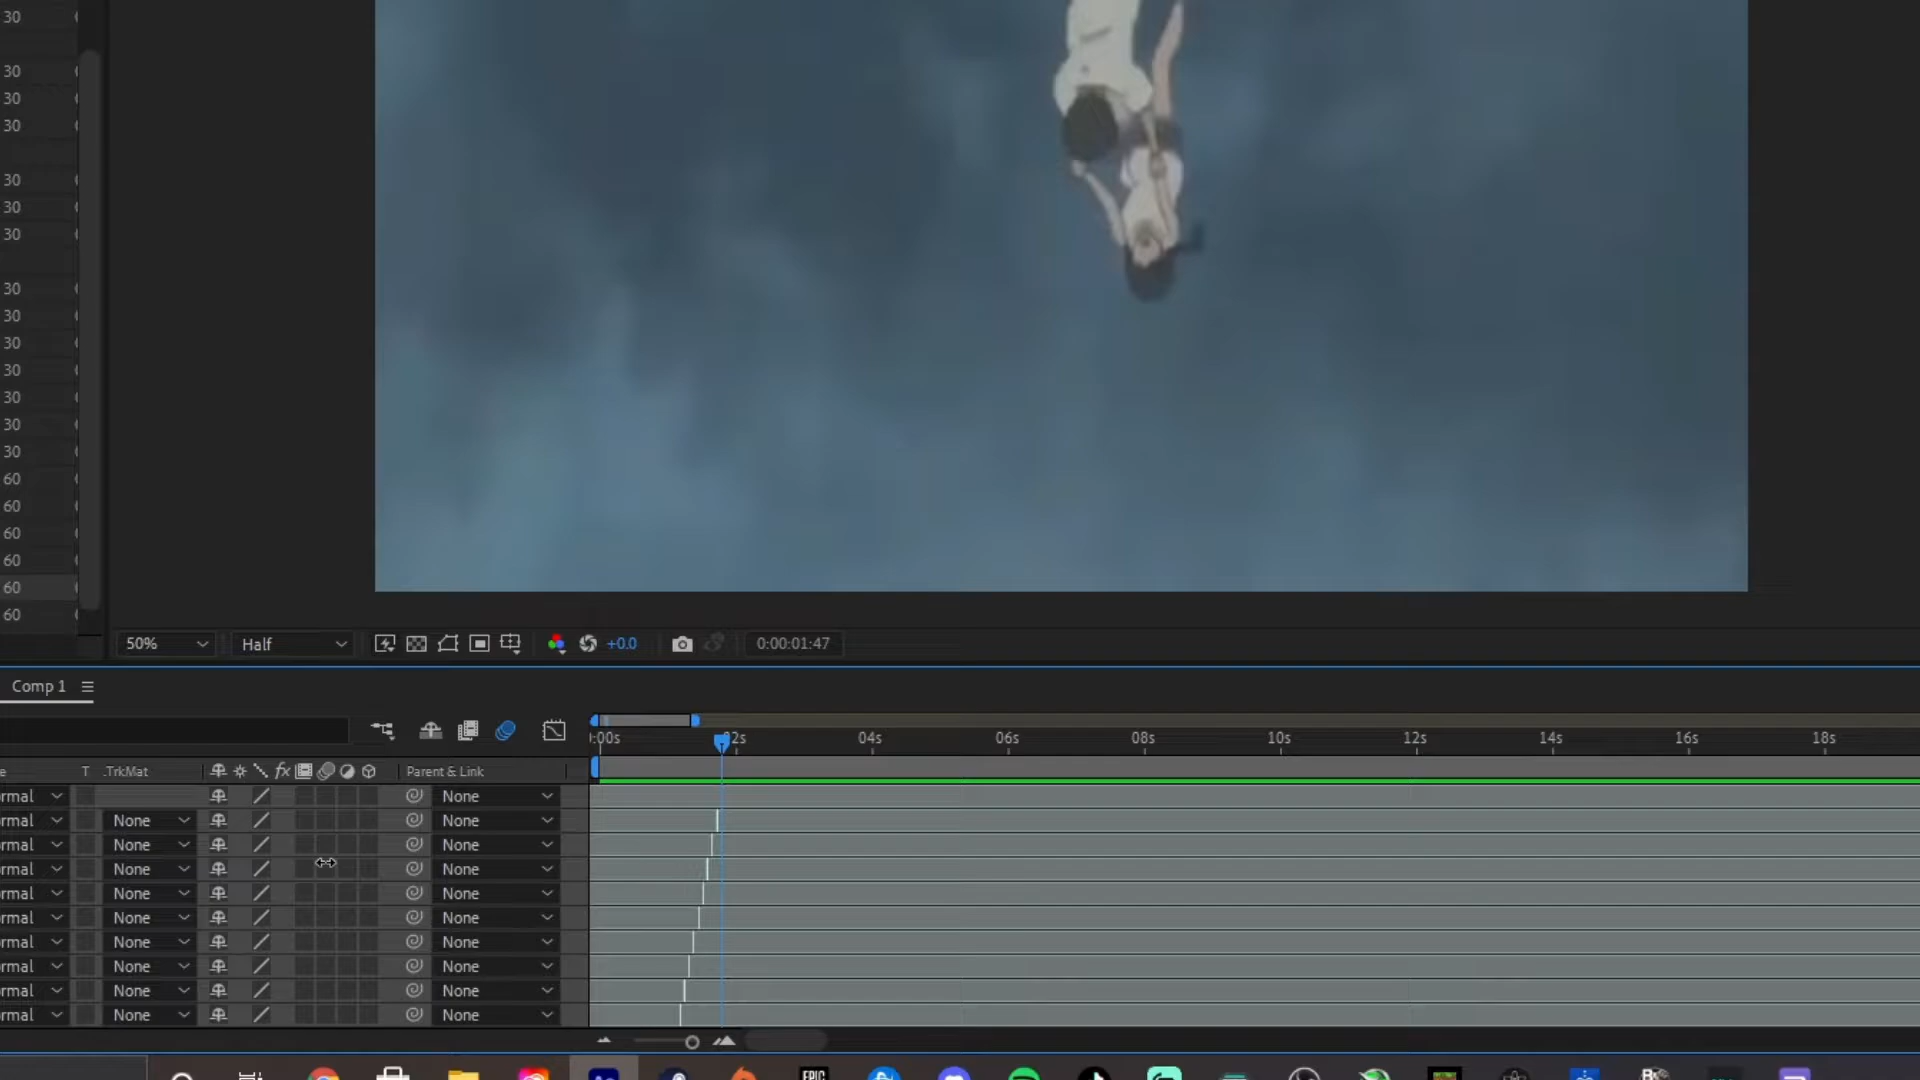 30
30
30
30
30
30
30
30
30
30
30
30
30
30
60
60
60
60
60
60
50%
Half
+0.0
0:00:01:47
Comp 1
:00s
02s
04s
06s
08s
10s
12s
14s
16s
18s
T .TrkMat fx Parent & Link
rmal None
rmal None None
rmal None None
rmal None None
rmal None None
rmal None None
rmal None None
rmal None None
rmal None None
rmal None None
EPIC